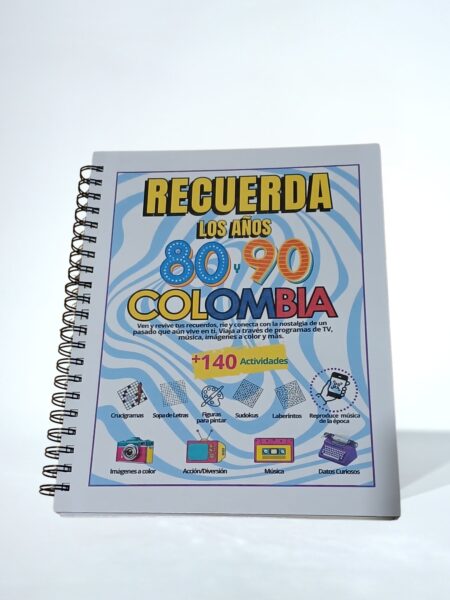 RECUERDA
LOS AÑOS
80 Y 90
COLOMBIA
Ven y revive tus recuerdos, ríe y conecta con la nostalgia de un
pasado que aún vive en ti. Viaja a través de programas de TV,
música, imágenes a color y más.
+140 Actividades
Crucigramas
Sopa de Letras
Figuras
para pintar
Sudokus
Laberintos
Reproduce música
de la época
Imágenes a color
Acción/Diversión
Música
Datos Curiosos